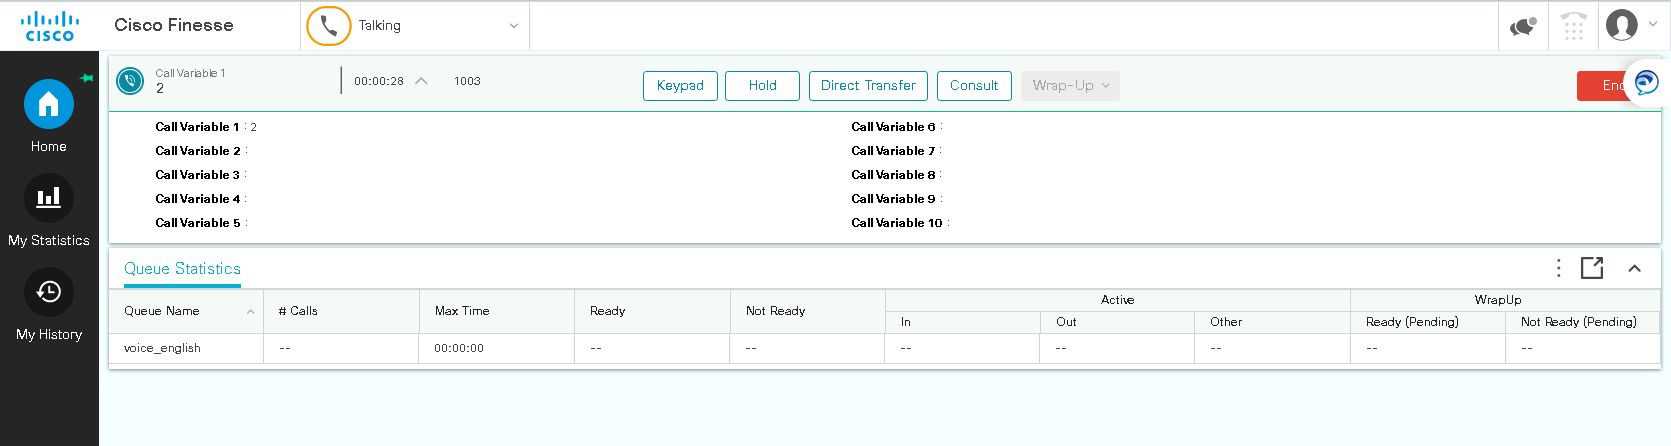 cisco
Cisco Finesse
Talking
Home
My Statistics
My History
Call Variable 1
2
00:00:28
1003
Keypad
Hold
Direct Transfer
Consult
Wrap-Up
Call Variable 1 : 2
Call Variable 2 :
Call Variable 3 :
Call Variable 4 :
Call Variable 5 :
Call Variable 6 :
Call Variable 7 :
Call Variable 8 :
Call Variable 9 :
Call Variable 10 :
Queue Statistics
Active WrapUp
Queue Name # Calls Max Time Ready Not Ready In Out Other Ready (Pending) Not Ready (Pending)
voice_english -- 00:00:00 -- -- -- -- -- -- --